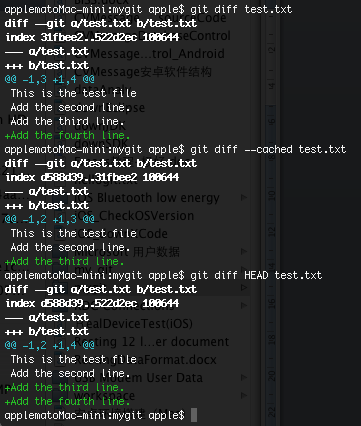 applematoMac-mini:mygit apple$ git diff test.txt
diff --git a/test.txt b/test.txt
index 31fbee2..522d2ec 100644
--- a/test.txt
+++ b/test.txt
@@ -1,3 +1,4 @@
 This is the test file
 Add the second line.
 Add the third line.
+Add the fourth line.
applematoMac-mini:mygit apple$ git diff --cached test.txt
diff --git a/test.txt b/test.txt
index d588d39..31fbee2 100644
--- a/test.txt
+++ b/test.txt
@@ -1,2 +1,3 @@
 This is the test file
 Add the second line.
+Add the third line.
applematoMac-mini:mygit apple$ git diff HEAD test.txt
diff --git a/test.txt b/test.txt
index d588d39..522d2ec 100644
--- a/test.txt
+++ b/test.txt
@@ -1,2 +1,4 @@
 This is the test file
 Add the second line.
+Add the third line.
+Add the fourth line.
applematoMac-mini:mygit apple$